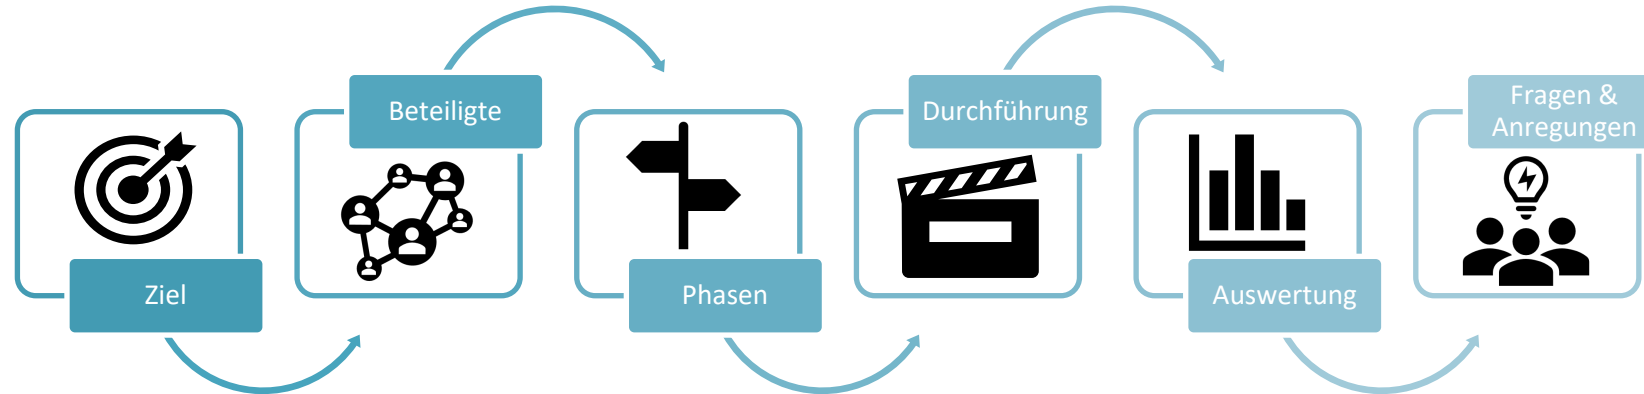 Ziel
Beteiligte
Phasen
Durchführung
Auswertung
Fragen &
Anregungen